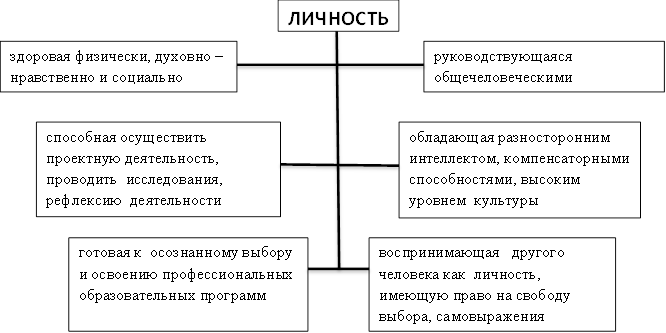 ЛИЧНОСТЬ
здоровая физически, духовно –
нравственно и социально
руководствующаяся
общечеловеческими
способная осуществить
проектную деятельность,
проводить исследования,
рефлексию деятельности
обладающая разносторонним
интеллектом, компенсаторными
способностями, высоким
уровнем культуры
готовая к осознанному выбору
и освоению профессиональных
образовательных программ
воспринимающая другого
человека как личность,
имеющую право на свободу
выбора, самовыражения